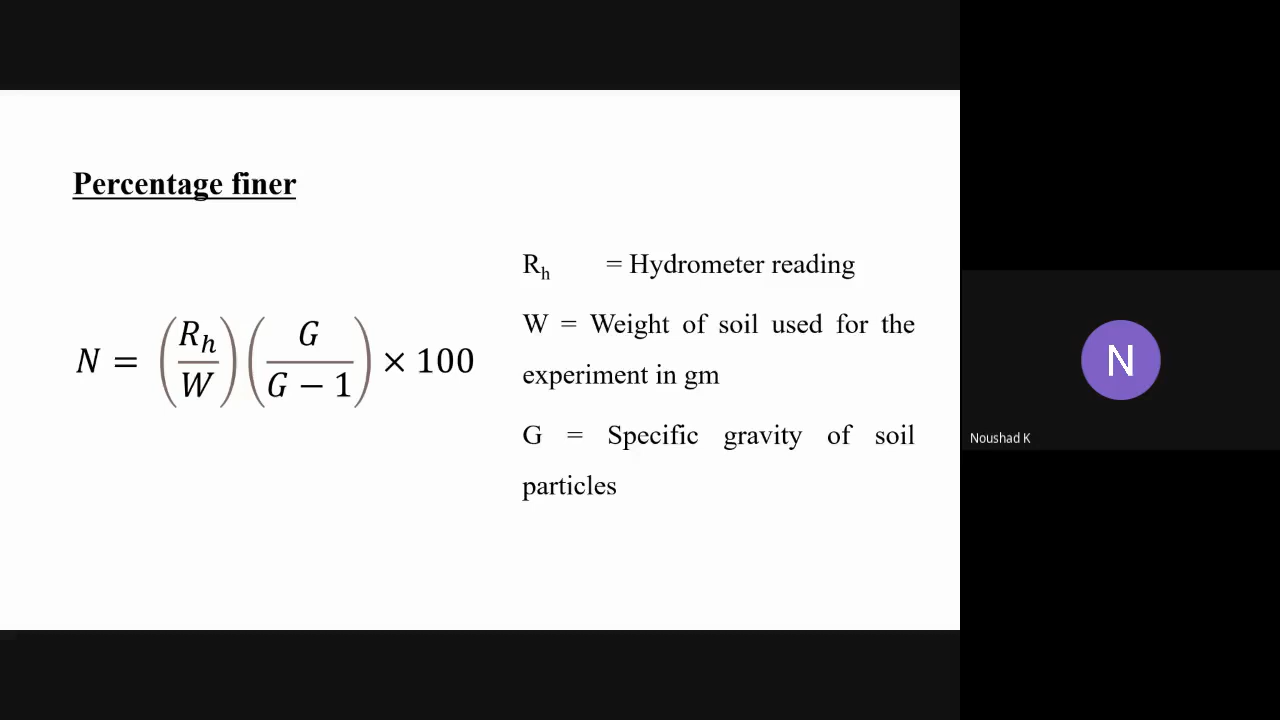 Percentage finer
N = (R_h / W) (G / G − 1) × 100
R_h = Hydrometer reading
W = Weight of soil used for the
experiment in gm
G = Specific gravity of soil
particles
N
Noushad K